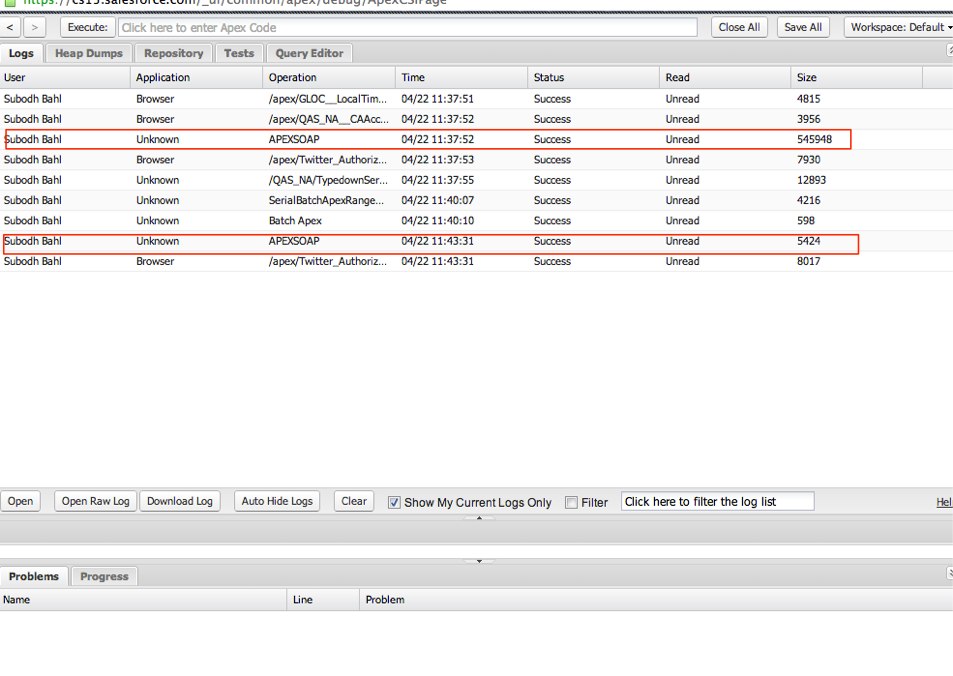 https://cs15.salesforce.com/_ui/common/apex/debug/ApexCSIPage
< > Execute: Click here to enter Apex Code Close All Save All Workspace: Default
Logs Heap Dumps Repository Tests Query Editor
User Application Operation Time Status Read Size
Subodh Bahl Browser /apex/GLOC__LocalTim... 04/22 11:37:51 Success Unread 4815
Subodh Bahl Browser /apex/QAS_NA__CAAcc... 04/22 11:37:52 Success Unread 3956
Subodh Bahl Unknown APEXSOAP 04/22 11:37:52 Success Unread 545948
Subodh Bahl Browser /apex/Twitter_Authoriz... 04/22 11:37:53 Success Unread 7930
Subodh Bahl Unknown /QAS_NA/TypedownSer... 04/22 11:37:55 Success Unread 12893
Subodh Bahl Unknown SerialBatchApexRange... 04/22 11:40:07 Success Unread 4216
Subodh Bahl Unknown Batch Apex 04/22 11:40:10 Success Unread 598
Subodh Bahl Unknown APEXSOAP 04/22 11:43:31 Success Unread 5424
Subodh Bahl Browser /apex/Twitter_Authoriz... 04/22 11:43:31 Success Unread 8017
Open Open Raw Log Download Log Auto Hide Logs Clear Show My Current Logs Only Filter Click here to filter the log list Hel
Problems Progress
Name Line Problem